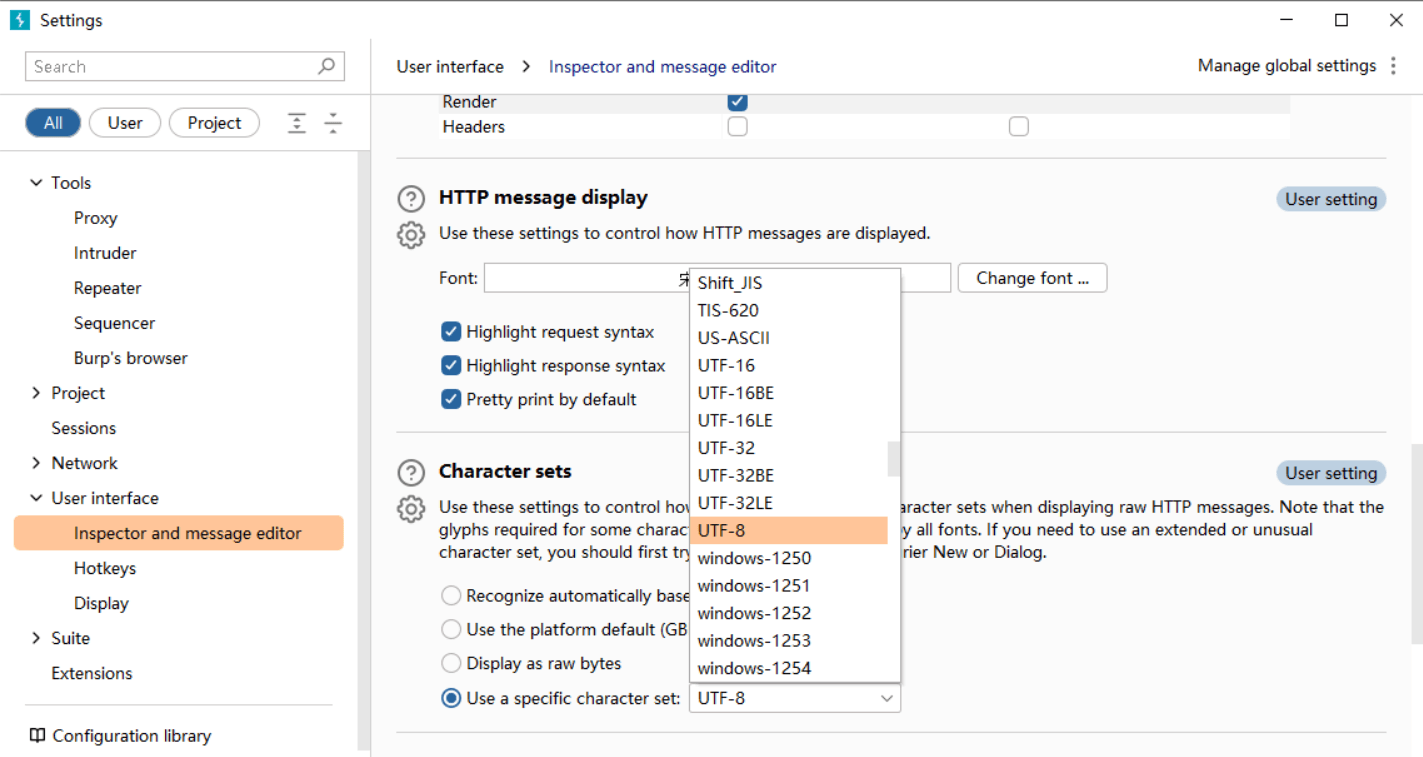 Settings
Search
User interface > Inspector and message editor
Manage global settings
All
User
Project
Tools
Proxy
Intruder
Repeater
Sequencer
Burp's browser
Project
Sessions
Network
User interface
Inspector and message editor
Hotkeys
Display
Suite
Extensions
Configuration library
Render
Headers
HTTP message display
User setting
Use these settings to control how HTTP messages are displayed.
Font:
Change font ...
Highlight request syntax
Highlight response syntax
Pretty print by default
Character sets
User setting
Use these settings to control how aracter sets when displaying raw HTTP messages. Note that the
glyphs required for some charac y all fonts. If you need to use an extended or unusual
character set, you should first try rier New or Dialog.
Recognize automatically base
Use the platform default (GB
Display as raw bytes
Use a specific character set:
UTF-8
Shift_JIS
TIS-620
US-ASCII
UTF-16
UTF-16BE
UTF-16LE
UTF-32
UTF-32BE
UTF-32LE
UTF-8
windows-1250
windows-1251
windows-1252
windows-1253
windows-1254